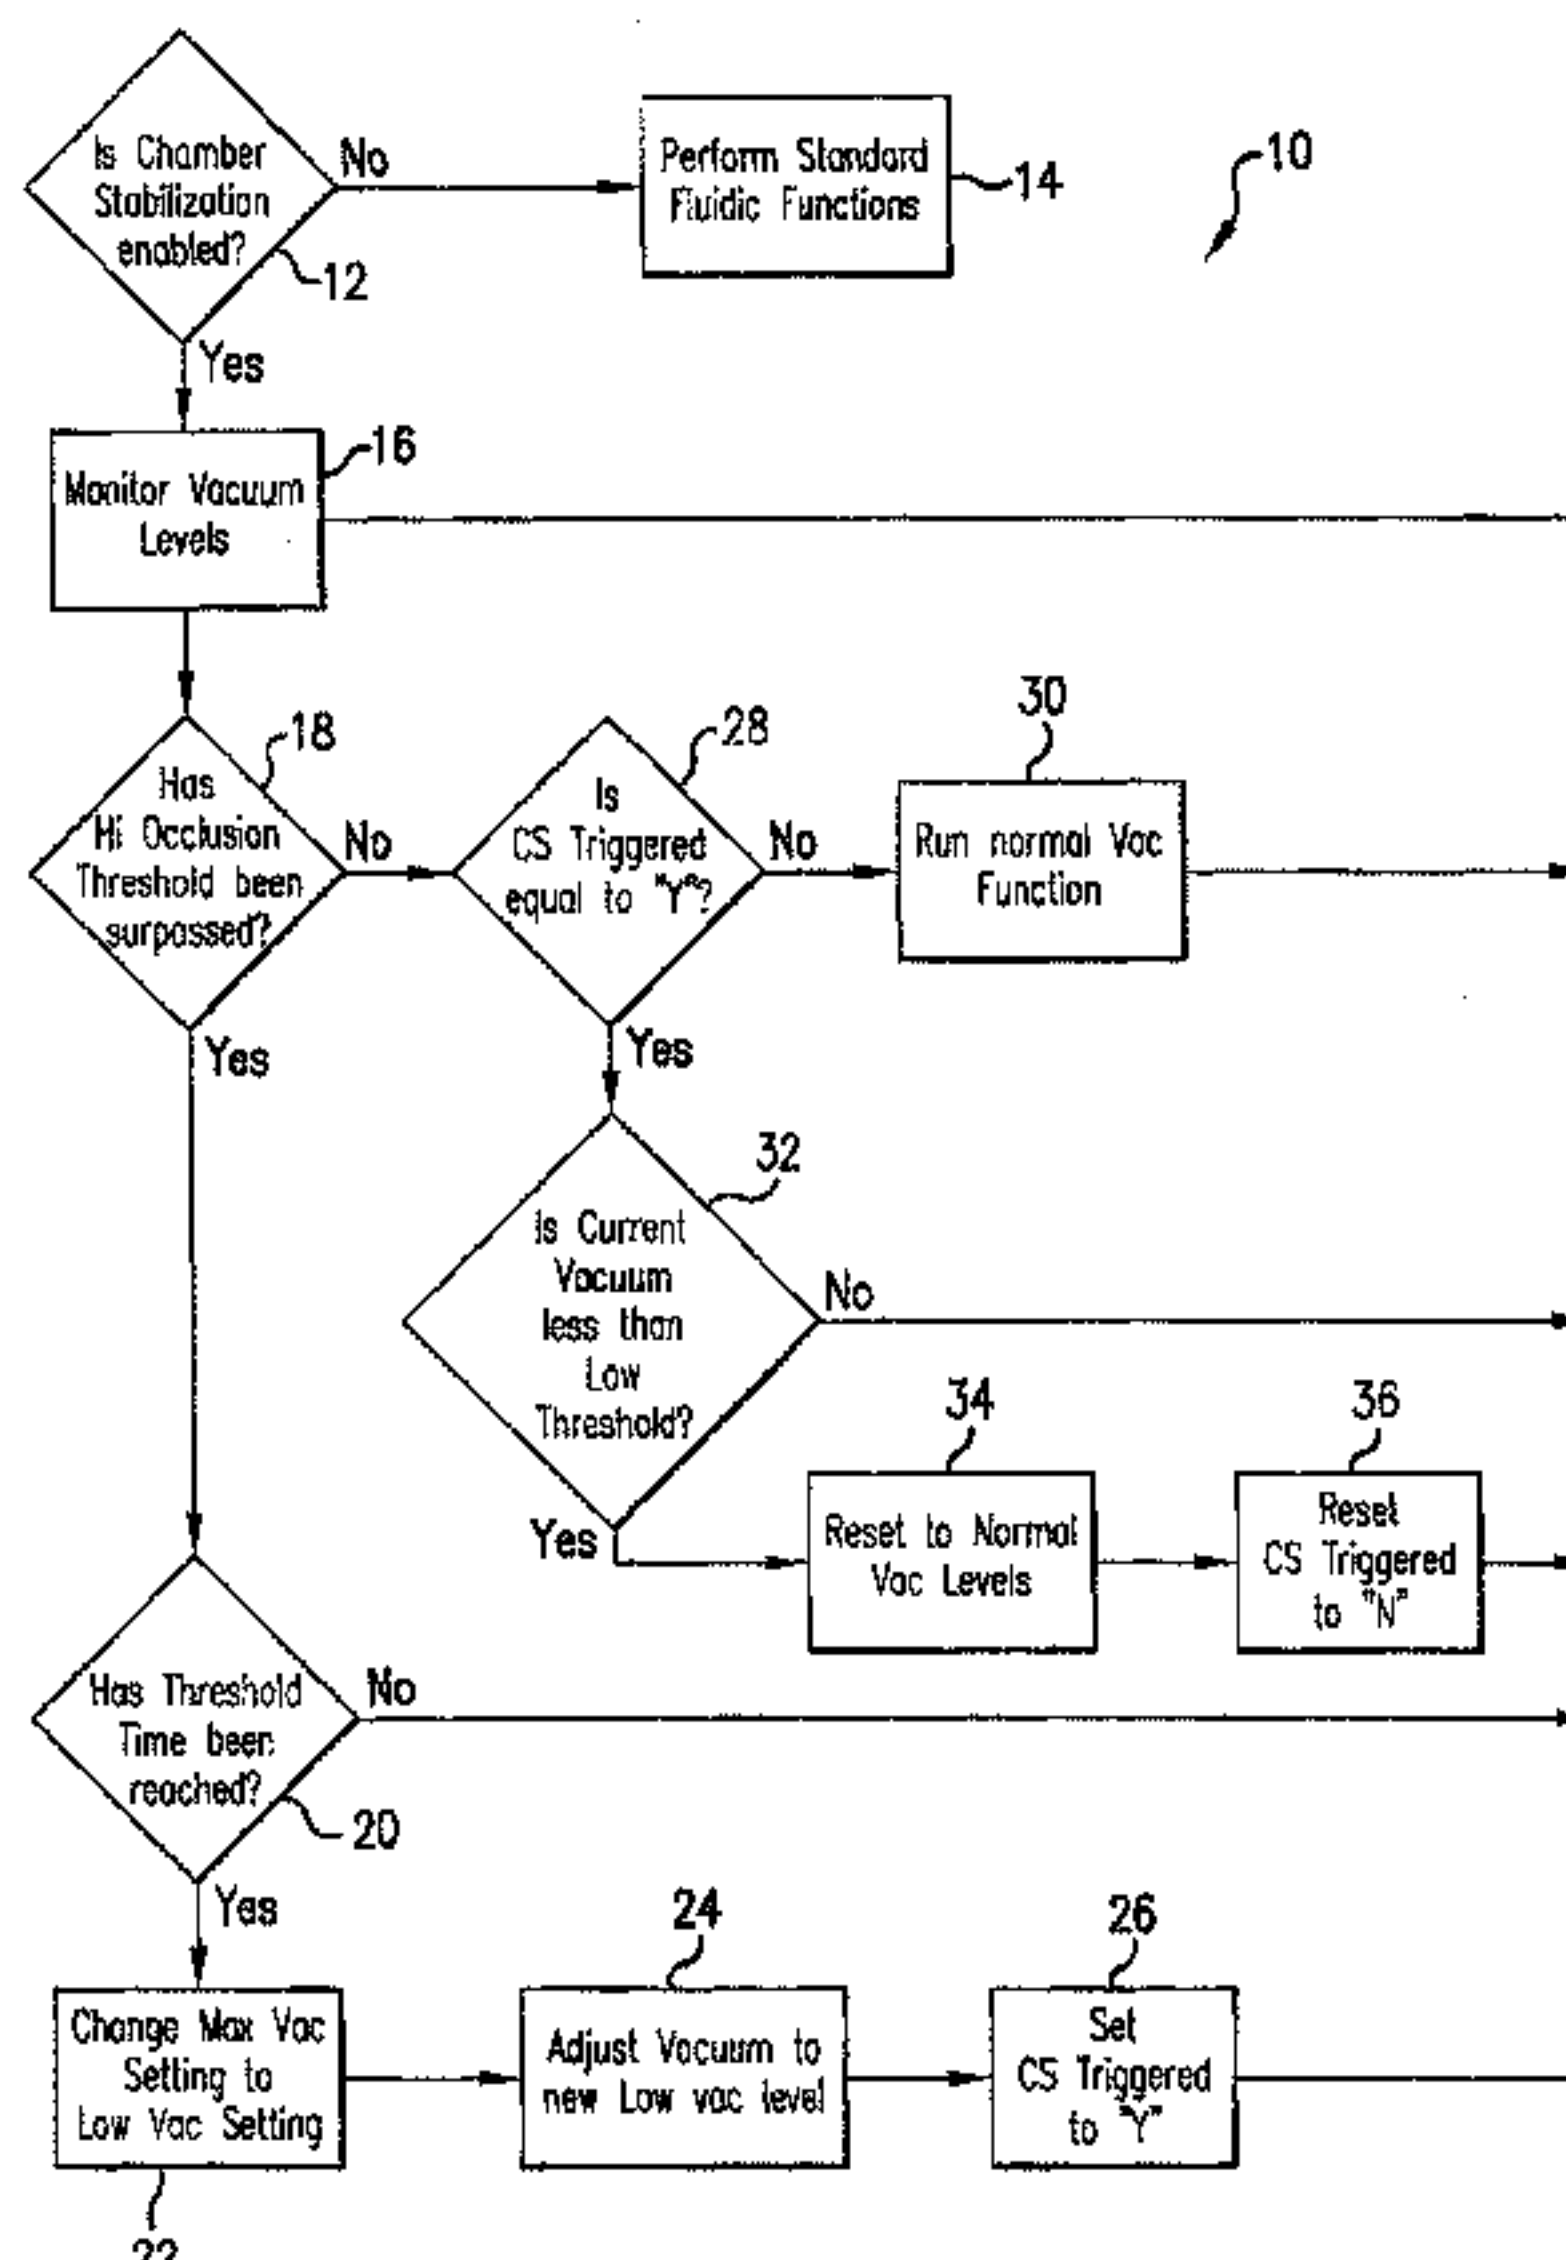 Is Chamber
Stabilization
enabled?
No
12
Perform Standard
Fluidic Functions
14
10
Yes
Monitor Vacuum
Levels
16
Has
Hi Occlusion
Threshold been
surpassed?
18
No
Is
CS Triggered
equal to "Y"?
28
No
30
Run normal Vac
Function
Yes
Yes
32
Is Current
Vacuum
less than
Low
Threshold?
No
Yes
34
Reset to Normal
Vac Levels
36
Reset
CS Triggered
to "N"
Has Threshold
Time been
reached?
No
20
Yes
Change Max Vac
Setting to
Low Vac Setting
22
24
Adjust Vacuum to
new Low vac level
26
Set
CS Triggered
to "Y"